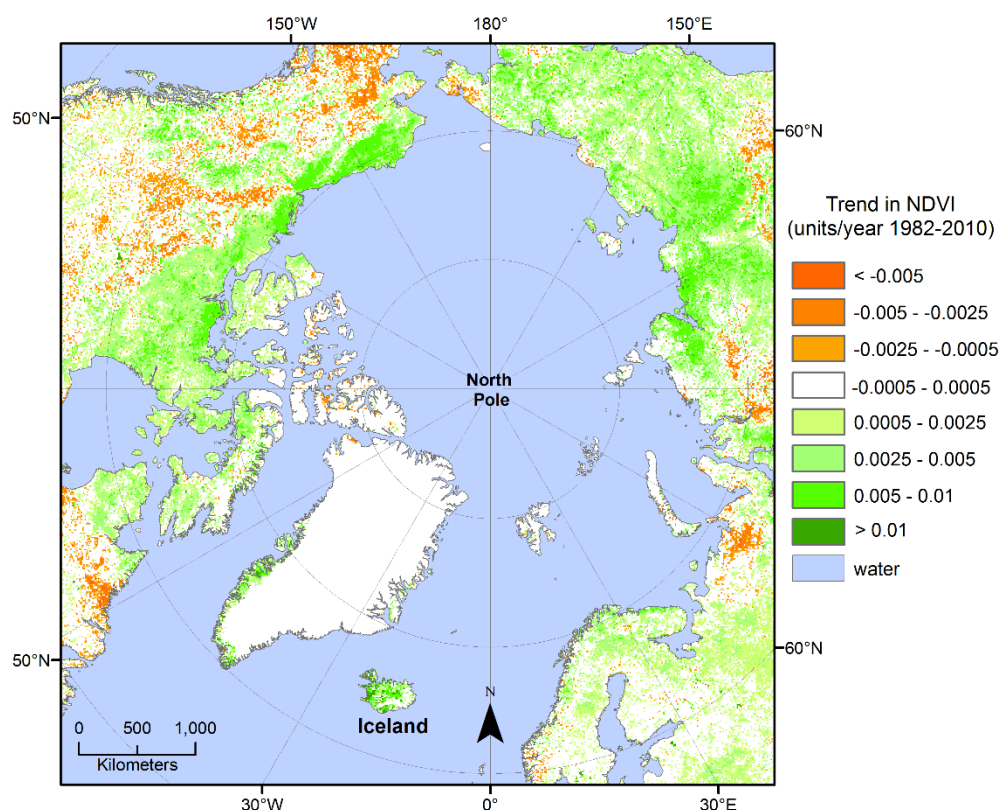 150°W
180°
150°E
50°N
60°N
Trend in NDVI
(units/year 1982-2010)
< -0.005
-0.005 - -0.0025
-0.0025 - -0.0005
-0.0005 - 0.0005
0.0005 - 0.0025
0.0025 - 0.005
0.005 - 0.01
> 0.01
water
North
Pole
50°N
60°N
N
Iceland
0 500 1,000
Kilometers
30°W
0°
30°E